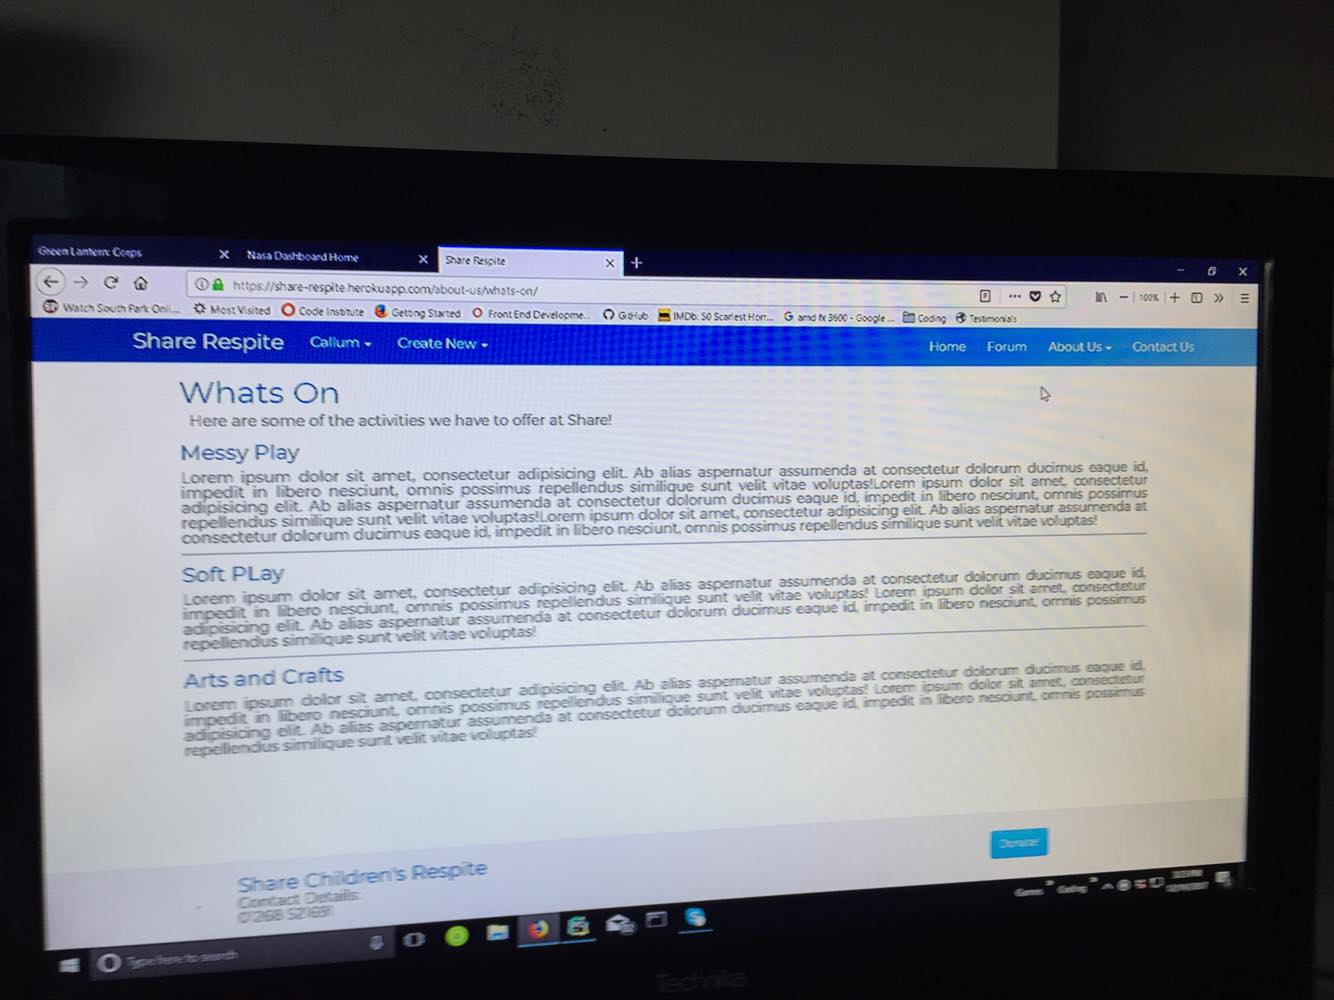 Green Lantern: Corps
Nasa Dashboard Home
Share Respite
https://share-respite.herokuapp.com/about-us/whats-on/
100%
Watch South Park Onli...
Most Visited
Code Institute
Getting Started
Front End Developme...
GitHub
IMDb: 50 Scariest Horr...
amd fx 3600 - Google ...
Coding
Testimonials
Share Respite
Callum
Create New
Home
Forum
About Us
Contact Us
Whats On
Here are some of the activities we have to offer at Share!
Messy Play
Lorem ipsum dolor sit amet, consectetur adipisicing elit. Ab alias aspernatur assumenda at consectetur dolorum ducimus eaque id,
impedit in libero nesciunt, omnis possimus repellendus similique sunt velit vitae voluptas!Lorem ipsum dolor sit amet, consectetur
adipisicing elit. Ab alias aspernatur assumenda at consectetur dolorum ducimus eaque id, impedit in libero nesciunt, omnis possimus
repellendus similique sunt velit vitae voluptas!Lorem ipsum dolor sit amet, consectetur adipisicing elit. Ab alias aspernatur assumenda at
consectetur dolorum ducimus eaque id, impedit in libero nesciunt, omnis possimus repellendus similique sunt velit vitae voluptas!
Soft PLay
Lorem ipsum dolor sit amet, consectetur adipisicing elit. Ab alias aspernatur assumenda at consectetur dolorum ducimus eaque id,
impedit in libero nesciunt, omnis possimus repellendus similique sunt velit vitae voluptas! Lorem ipsum dolor sit amet, consectetur
adipisicing elit. Ab alias aspernatur assumenda at consectetur dolorum ducimus eaque id, impedit in libero nesciunt, omnis possimus
repellendus similique sunt velit vitae voluptas!
Arts and Crafts
Lorem ipsum dolor sit amet, consectetur adipisicing elit. Ab alias aspernatur assumenda at consectetur dolorum ducimus eaque id,
impedit in libero nesciunt, omnis possimus repellendus similique sunt velit vitae voluptas! Lorem ipsum dolor sit amet, consectetur
adipisicing elit. Ab alias aspernatur assumenda at consectetur dolorum ducimus eaque id, impedit in libero nesciunt, omnis possimus
repellendus similique sunt velit vitae voluptas!
Donate!
Share Children's Respite
Contact Details:
Type here to search
Games
Coding
Technika